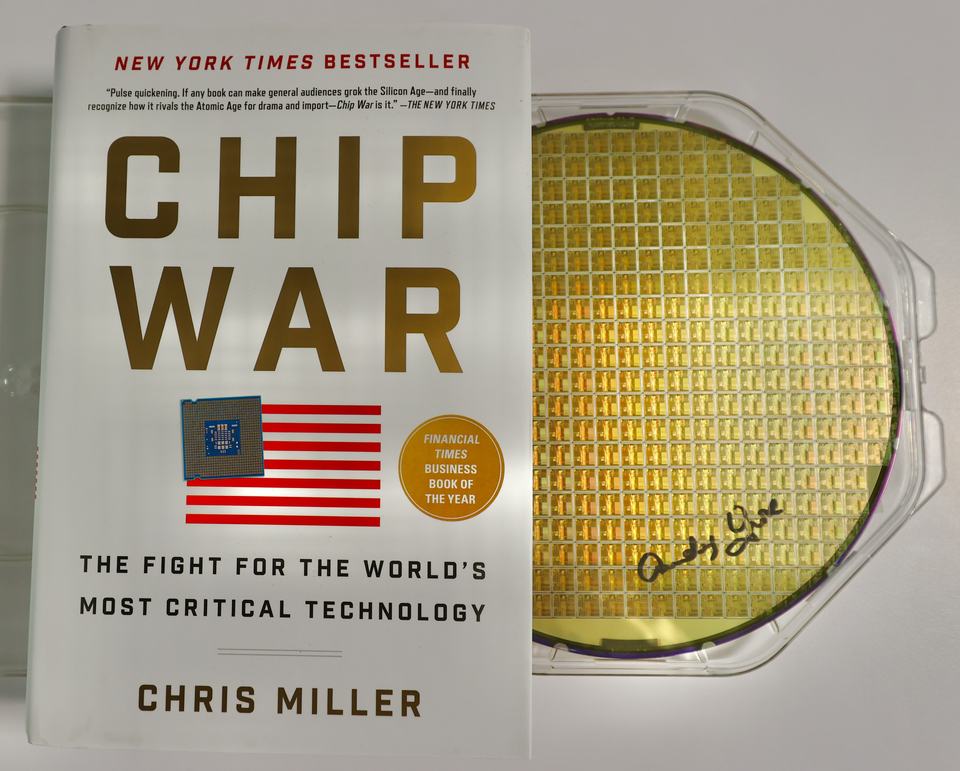 NEW YORK TIMES BESTSELLER
“Pulse quickening. If any book can make general audiences grok the Silicon Age—and finally
recognize how it rivals the Atomic Age for drama and import—Chip War is it.” —THE NEW YORK TIMES
CHIP
WAR
FINANCIAL
TIMES
BUSINESS
BOOK OF
THE YEAR
THE FIGHT FOR THE WORLD'S
MOST CRITICAL TECHNOLOGY
CHRIS MILLER
Andy Grove